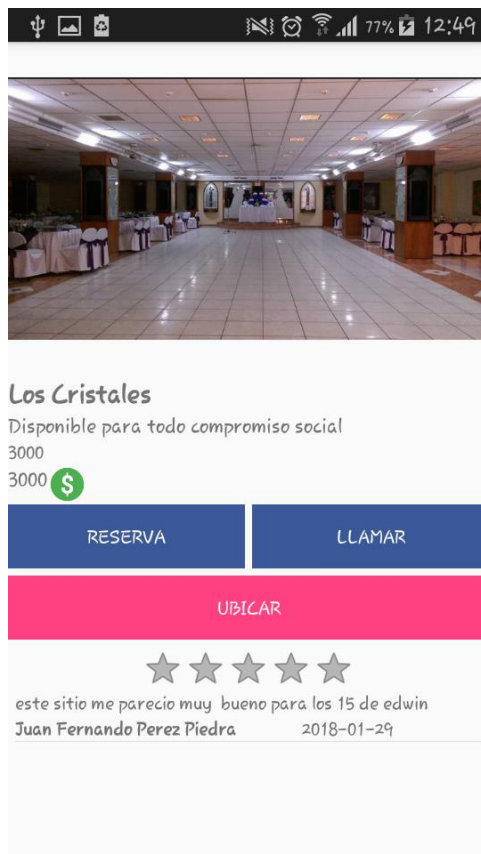 77% 12:49
Los Cristales
Disponible para todo compromiso social
3000
3000 $
RESERVA LLAMAR
UBICAR
este sitio me parecio muy bueno para los 15 de edwin
Juan Fernando Perez Piedra 2018-01-29